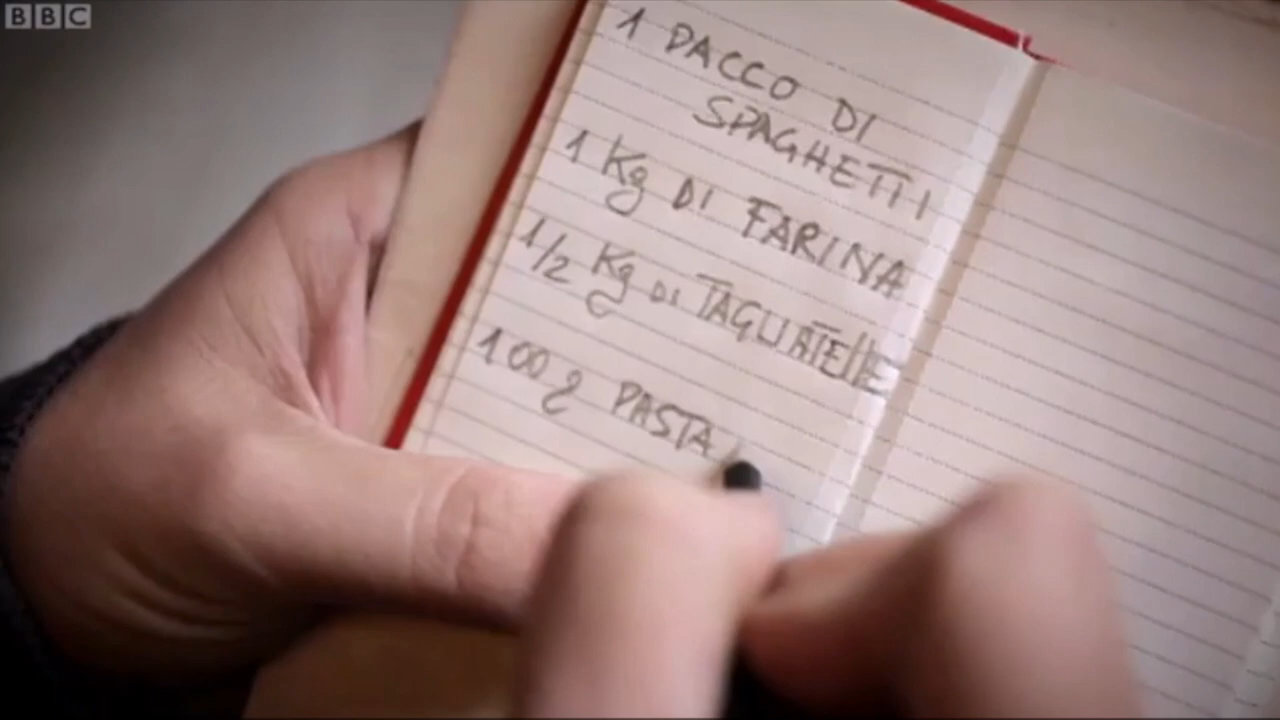 BBC
1 PACCO DI
SPAGHETTI
1 Kg DI FARINA
1/2 Kg DI TAGLIATELLE
100 g PASTA